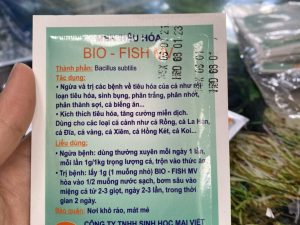 TIÊU HÓA
BIO - FISH MV
Thành phần: Bacillus subtilis
Tác dụng:
• Ngừa và trị các bệnh về tiêu hóa của cá như rối
loạn tiêu hóa, sình bụng, phân trắng, phân nhớt,
phân thành sợi, cá biếng ăn...
• Kích thích tiêu hóa, tăng cường miễn dịch.
Dùng cho các loại cá cảnh như cá Rồng, cá La Hán,
cá Đĩa, cá vàng, cá Xiêm, cá Hồng Két, cá Koi...
Liều dùng:
• Ngừa bệnh: dùng thường xuyên mỗi ngày 1 lần,
mỗi lần 1g/1kg trọng lượng cá, trộn vào thức ăn
• Trị bệnh: lấy 1g (1 muỗng nhỏ) BIO - FISH MV
hòa vào 1/2 muỗng nước sạch, bơm sâu vào
miệng cá từ 2-3 giọt, ngày 2-3 lần, trong thời
gian 2 ngày.
Bảo quản: Nơi khô ráo, mát mẻ
CÔNG TY TNHH SINH HỌC MAI VIỆT